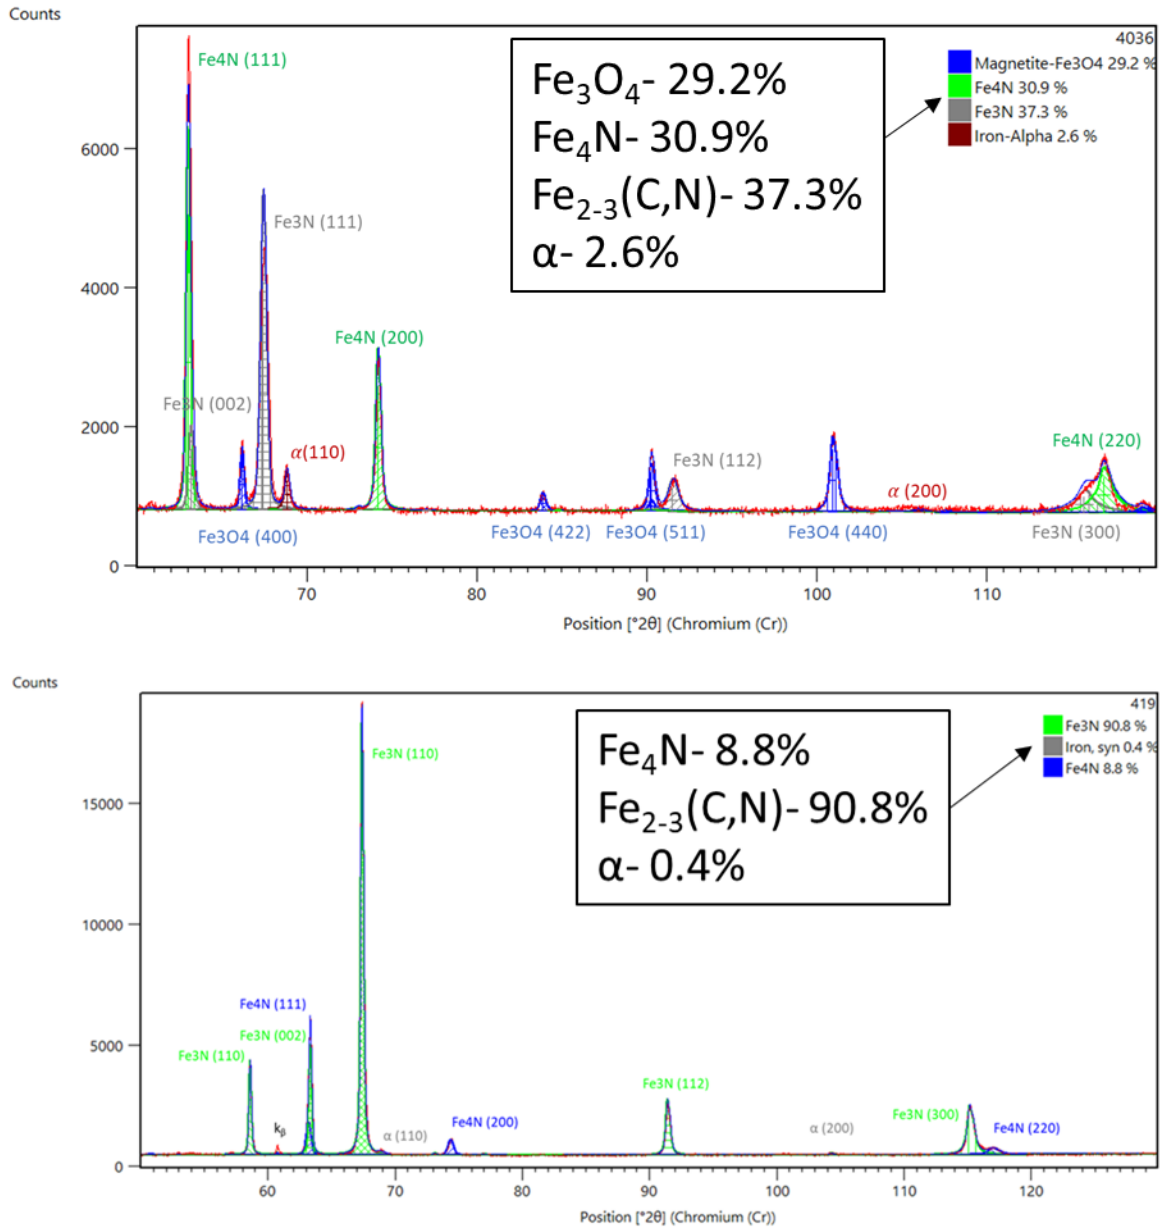 Counts
4036
Magnetite-Fe3O4 29.2 %
Fe4N 30.9 %
Fe3N 37.3 %
Iron-Alpha 2.6 %
Fe₃O₄- 29.2%
Fe₄N- 30.9%
Fe₂₋₃(C,N)- 37.3%
α- 2.6%
Fe4N (111)
6000
Fe3N (111)
4000
Fe4N (200)
Fe3N (002)
2000
α(110)
Fe3N (112)
α (200)
Fe4N (220)
Fe3O4 (400)
Fe3O4 (422)
Fe3O4 (511)
Fe3O4 (440)
Fe3N (300)
0
70 80 90 100 110
Position [°2θ] (Chromium (Cr))
Counts
419
Fe3N 90.8 %
Iron, syn 0.4 %
Fe4N 8.8 %
Fe₄N- 8.8%
Fe₂₋₃(C,N)- 90.8%
α- 0.4%
Fe3N (110)
15000
10000
Fe4N (111)
5000
Fe3N (002)
Fe3N (110)
kβ
α (110)
Fe4N (200)
Fe3N (112)
α (200)
Fe3N (300)
Fe4N (220)
0
60 70 80 90 100 110 120
Position [°2θ] (Chromium (Cr))